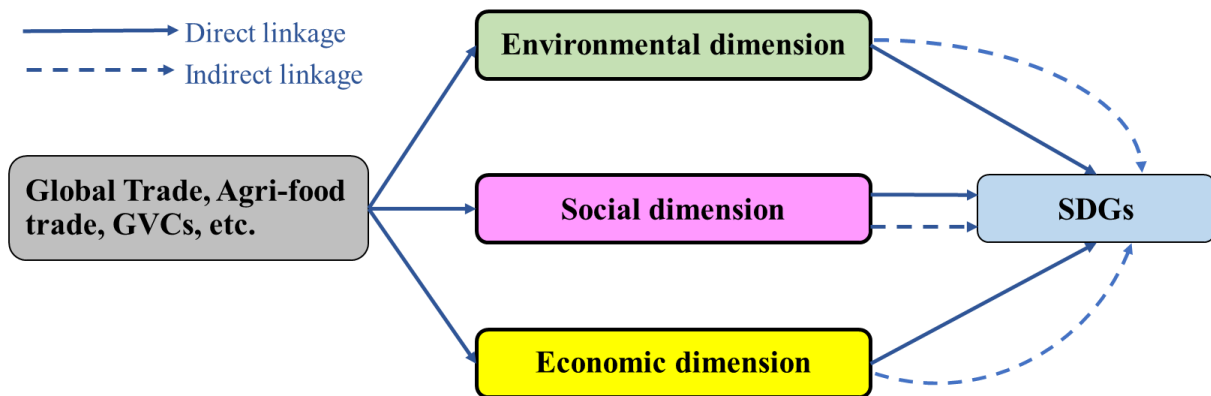 Direct linkage
Indirect linkage
Environmental dimension
Global Trade, Agri-food
trade, GVCs, etc.
Social dimension
SDGs
Economic dimension